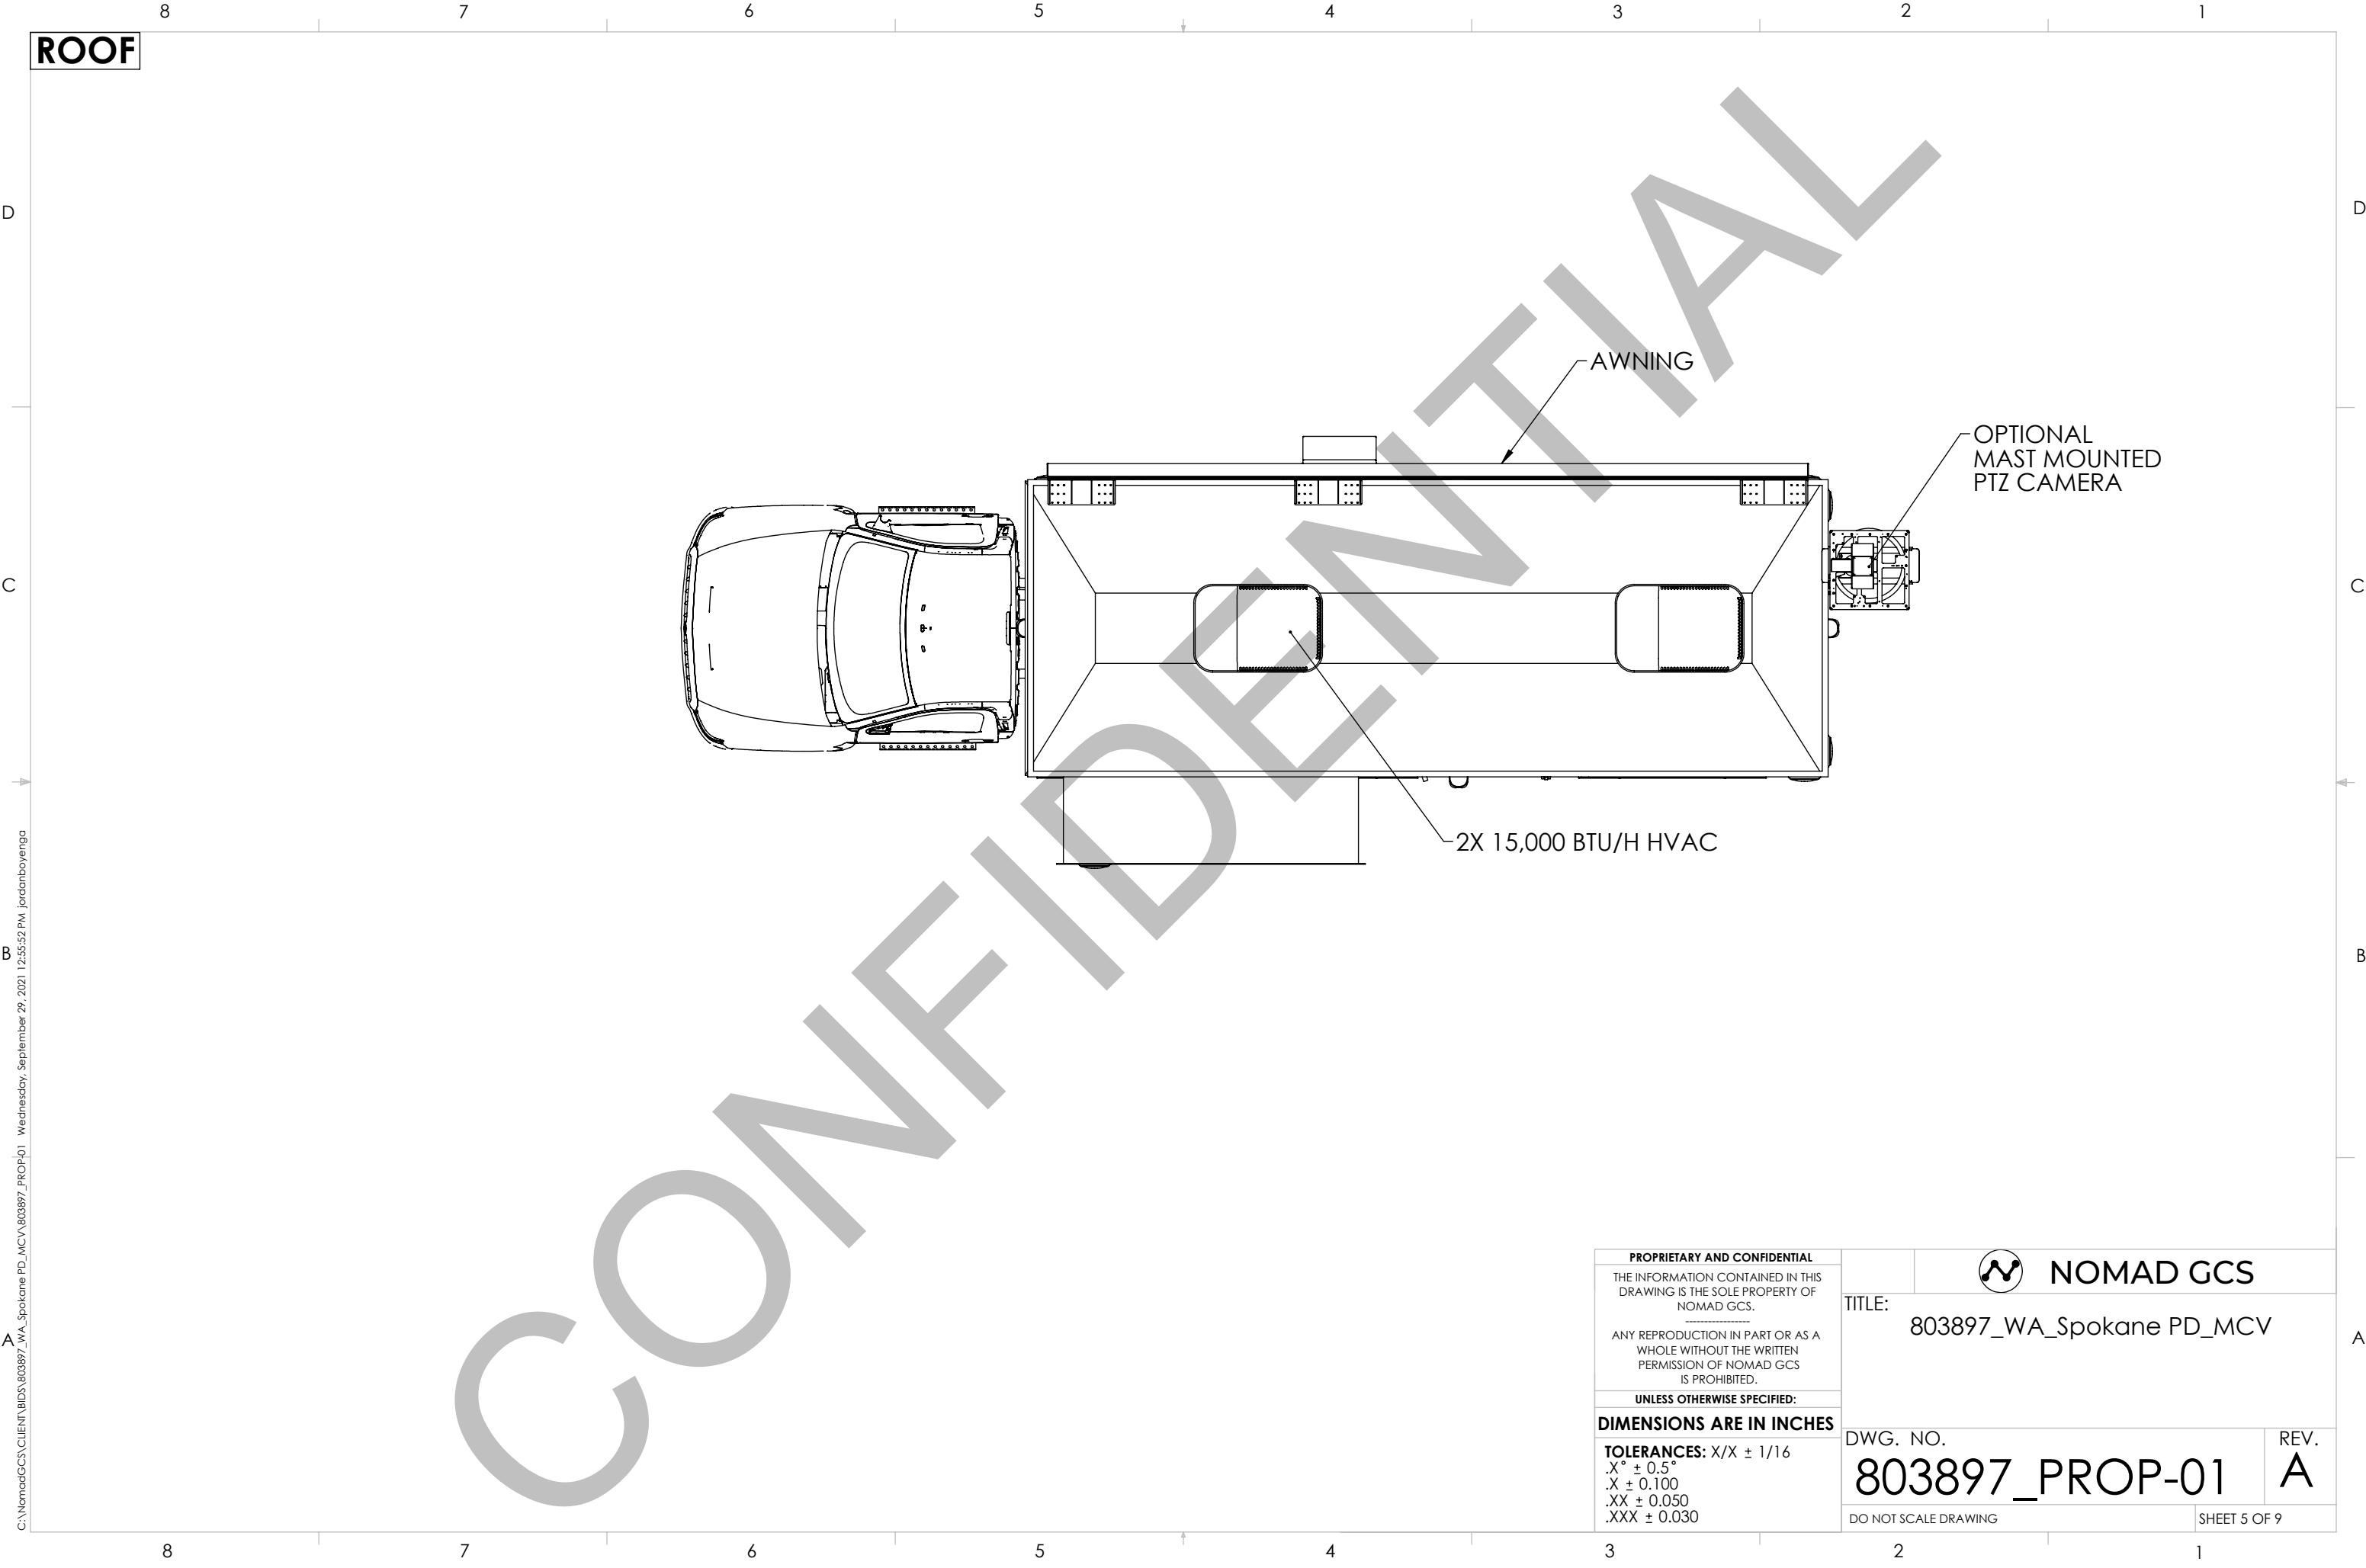 8 7 6 5 4 3 2 1
ROOF
D
D
AWNING
OPTIONAL
MAST MOUNTED
PTZ CAMERA
C
C
2X 15,000 BTU/H HVAC
B
B
CONFIDENTIAL
C:\NomadGCS\CLIENT\BIDS\803897_WA_Spokane PD_MCV\803897_PROP-01 Wednesday, September 29, 2021 12:55:52 PM jordanboyenga
A
A
PROPRIETARY AND CONFIDENTIAL
THE INFORMATION CONTAINED IN THIS
DRAWING IS THE SOLE PROPERTY OF
NOMAD GCS.
-----------------
ANY REPRODUCTION IN PART OR AS A
WHOLE WITHOUT THE WRITTEN
PERMISSION OF NOMAD GCS
IS PROHIBITED.
UNLESS OTHERWISE SPECIFIED:
DIMENSIONS ARE IN INCHES
TOLERANCES: X/X ± 1/16
.X° ± 0.5°
.X ± 0.100
.XX ± 0.050
.XXX ± 0.030
NOMAD GCS
TITLE:
803897_WA_Spokane PD_MCV
DWG. NO.
803897_PROP-01
REV.
A
DO NOT SCALE DRAWING
SHEET 5 OF 9
8 7 6 5 4 3 2 1